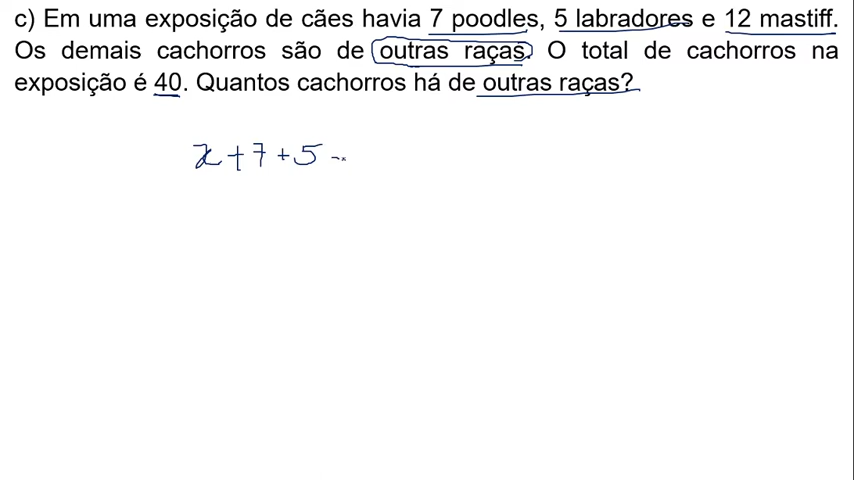 c) Em uma exposição de cães havia 7 poodles, 5 labradores e 12 mastiff.
Os demais cachorros são de outras raças. O total de cachorros na
exposição é 40. Quantos cachorros há de outras raças?
x + 7 + 5